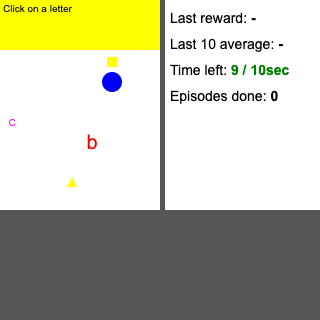 Click on a letter
c
b
Last reward: -
Last 10 average: -
Time left: 9 / 10sec
Episodes done: 0